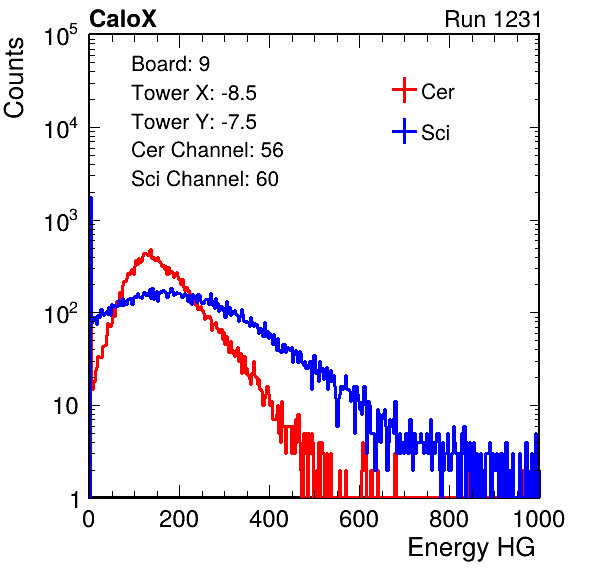 CaloX Run 1231
Counts
Board: 9
Tower X: -8.5
Tower Y: -7.5
Cer Channel: 56
Sci Channel: 60
Cer
Sci
10^5
10^4
10^3
10^2
10
1
0 200 400 600 800 1000
Energy HG